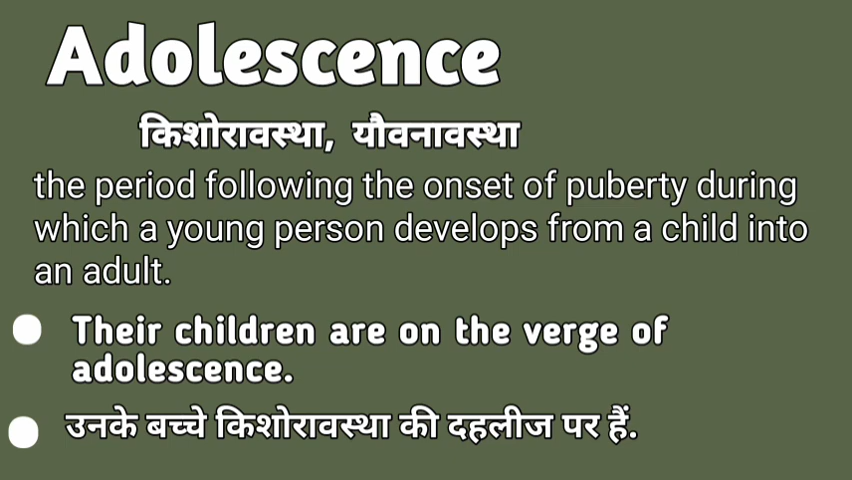 Adolescence
किशोरावस्था, यौवनावस्था
the period following the onset of puberty during
which a young person develops from a child into
an adult.
Their children are on the verge of
adolescence.
उनके बच्चे किशोरावस्था की दहलीज पर हैं.